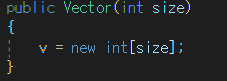 public Vector(int size)
{
v = new int[size];
}